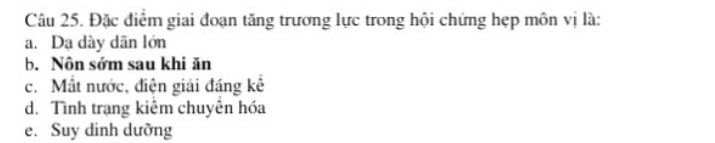 Câu 25. Đặc điểm giai đoạn tăng trương lực trong hội chứng hẹp môn vị là:
a. Dạ dày dãn lớn
b. Nôn sớm sau khi ăn
c. Mất nước, điện giải đáng kể
d. Tình trạng kiềm chuyển hóa
e. Suy dinh dưỡng